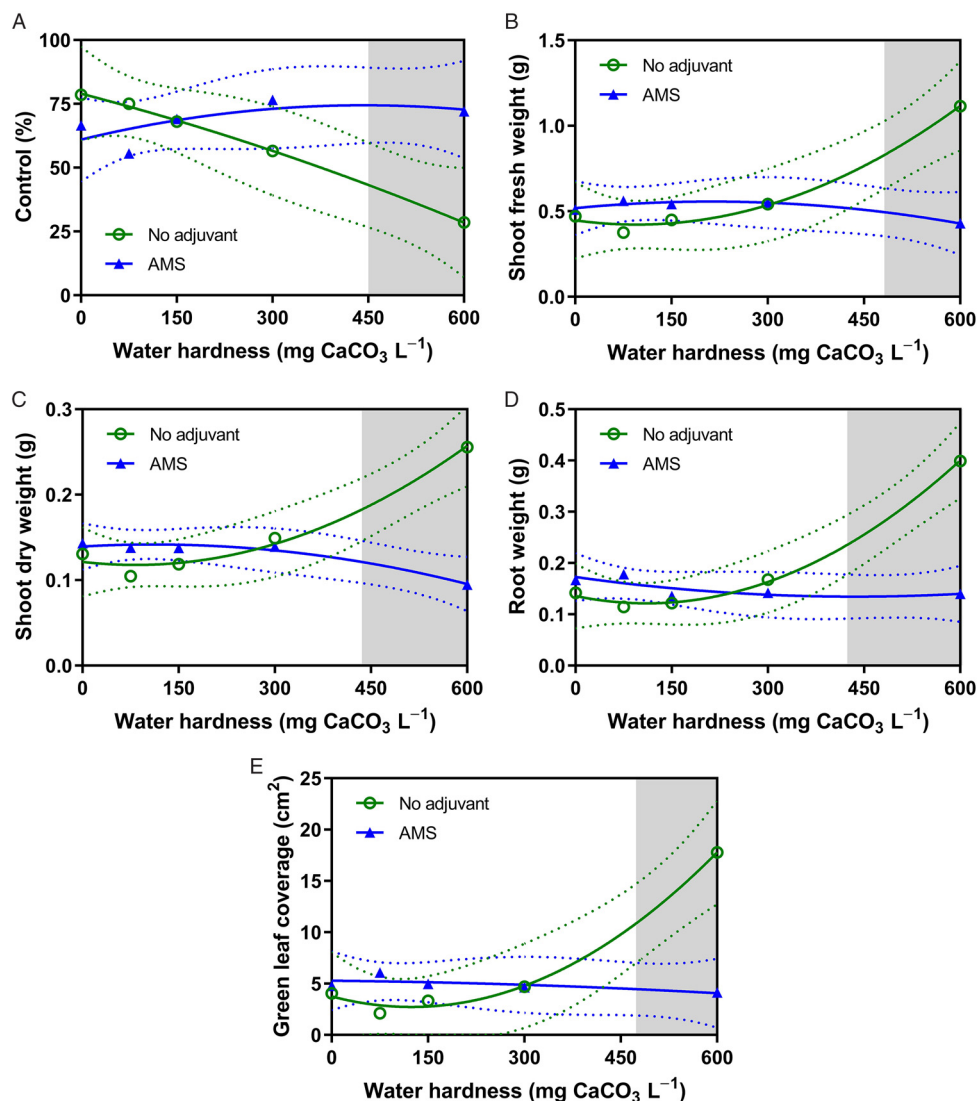 A
Control (%)
100
75
50
25
0
No adjuvant
AMS
0 150 300 450 600
Water hardness (mg CaCO₃ L⁻¹)
B
Shoot fresh weight (g)
1.5
1.0
0.5
0.0
No adjuvant
AMS
0 150 300 450 600
Water hardness (mg CaCO₃ L⁻¹)
C
Shoot dry weight (g)
0.3
0.2
0.1
0.0
No adjuvant
AMS
0 150 300 450 600
Water hardness (mg CaCO₃ L⁻¹)
D
Root weight (g)
0.5
0.4
0.3
0.2
0.1
0.0
No adjuvant
AMS
0 150 300 450 600
Water hardness (mg CaCO₃ L⁻¹)
E
Green leaf coverage (cm²)
25
20
15
10
5
0
No adjuvant
AMS
0 150 300 450 600
Water hardness (mg CaCO₃ L⁻¹)